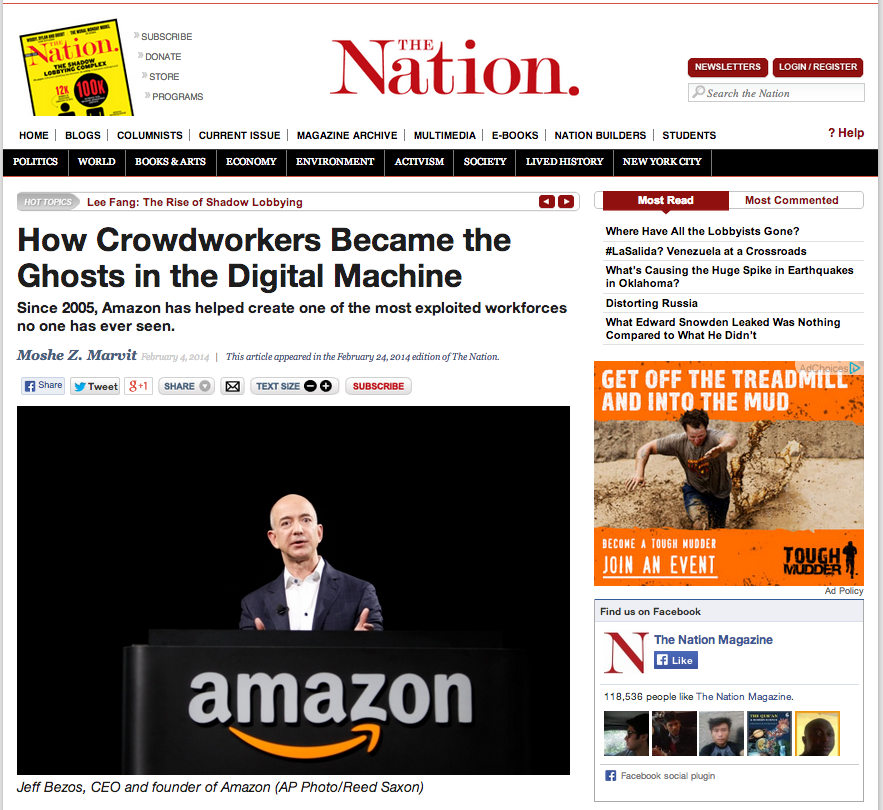 THE
Nation.
THE SHADOW
LOBBYING COMPLEX
12K
100K
SUBSCRIBE
DONATE
STORE
PROGRAMS
THE
Nation.
NEWSLETTERS
LOGIN / REGISTER
Search the Nation
HOME BLOGS COLUMNISTS CURRENT ISSUE MAGAZINE ARCHIVE MULTIMEDIA E-BOOKS NATION BUILDERS STUDENTS
? Help
POLITICS WORLD BOOKS & ARTS ECONOMY ENVIRONMENT ACTIVISM SOCIETY LIVED HISTORY NEW YORK CITY
HOT TOPICS Lee Fang: The Rise of Shadow Lobbying
How Crowdworkers Became the
Ghosts in the Digital Machine
Since 2005, Amazon has helped create one of the most exploited workforces
no one has ever seen.
Moshe Z. Marvit February 4, 2014 | This article appeared in the February 24, 2014 edition of The Nation.
Share Tweet +1 SHARE TEXT SIZE SUBSCRIBE
amazon
Jeff Bezos, CEO and founder of Amazon (AP Photo/Reed Saxon)
Most Read
Most Commented
Where Have All the Lobbyists Gone?
#LaSalida? Venezuela at a Crossroads
What's Causing the Huge Spike in Earthquakes
in Oklahoma?
Distorting Russia
What Edward Snowden Leaked Was Nothing
Compared to What He Didn't
AdChoices
GET OFF THE TREADMILL
AND INTO THE MUD
BECOME A TOUGH MUDDER
JOIN AN EVENT
TOUGH
MUDDER
Ad Policy
Find us on Facebook
The Nation Magazine
Like
118,536 people like The Nation Magazine.
THE QUR'AN
Facebook social plugin